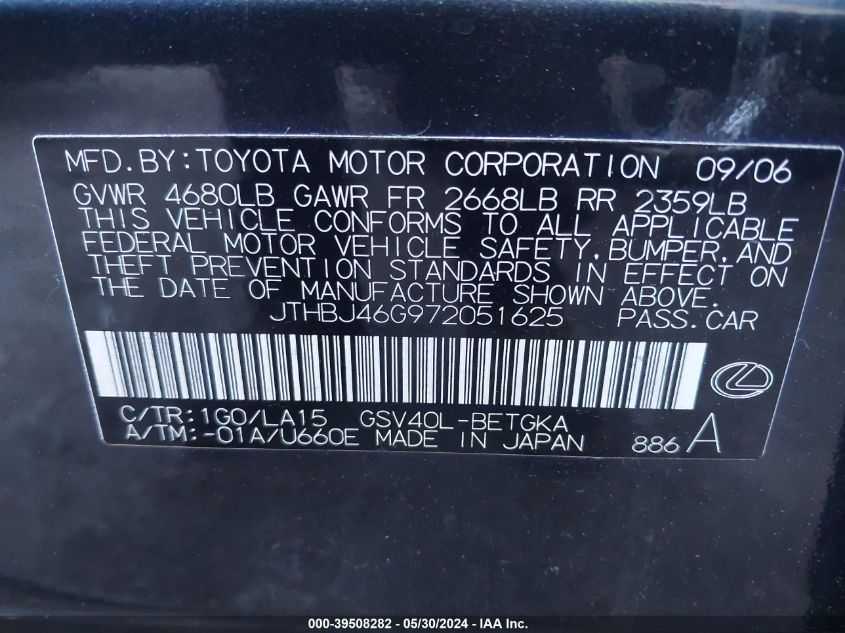 MFD.BY:TOYOTA MOTOR CORPORATION 09/06
GVWR 4680LB GAWR FR 2668LB RR 2359LB
THIS VEHICLE CONFORMS TO ALL APPLICABLE
FEDERAL MOTOR VEHICLE SAFETY,BUMPER,AND
THEFT PREVENTION STANDARDS IN EFFECT ON
THE DATE OF MANUFACTURE SHOWN ABOVE.
JTHBJ46G972051625 PASS.CAR
C/TR:1G0/LA15 GSV40L-BETGKA
A/TM:-01A/U660E MADE IN JAPAN 886 A
000-39508282 - 05/30/2024 - IAA Inc.